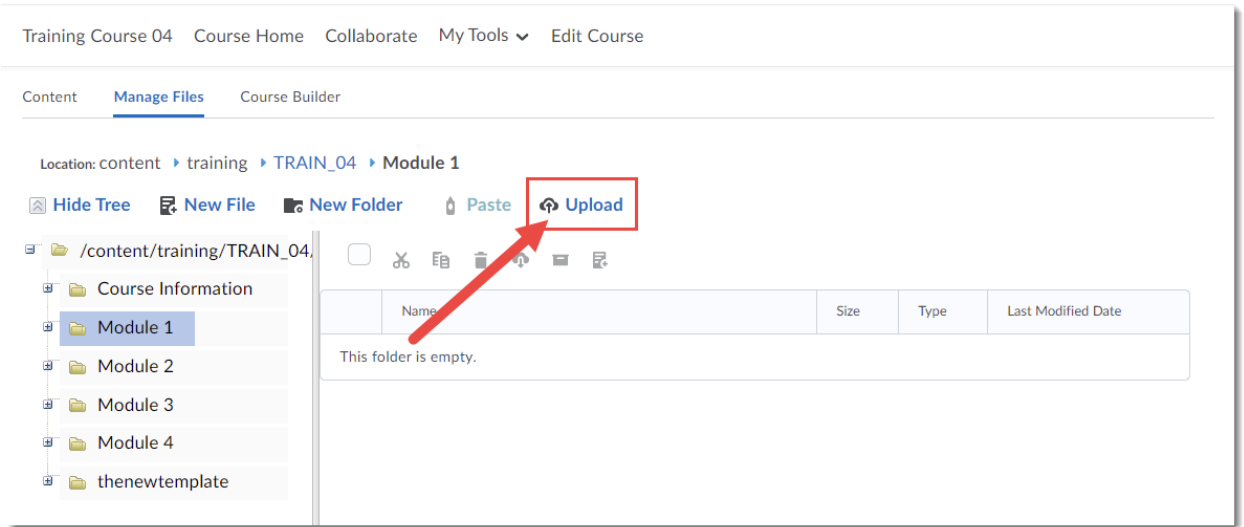 Training Course 04 Course Home Collaborate My Tools Edit Course
Content Manage Files Course Builder
Location: content training TRAIN_04 Module 1
Hide Tree New File New Folder Paste Upload
/content/training/TRAIN_04/
Course Information
Module 1
Module 2
Module 3
Module 4
thenewtemplate
Name Size Type Last Modified Date
This folder is empty.